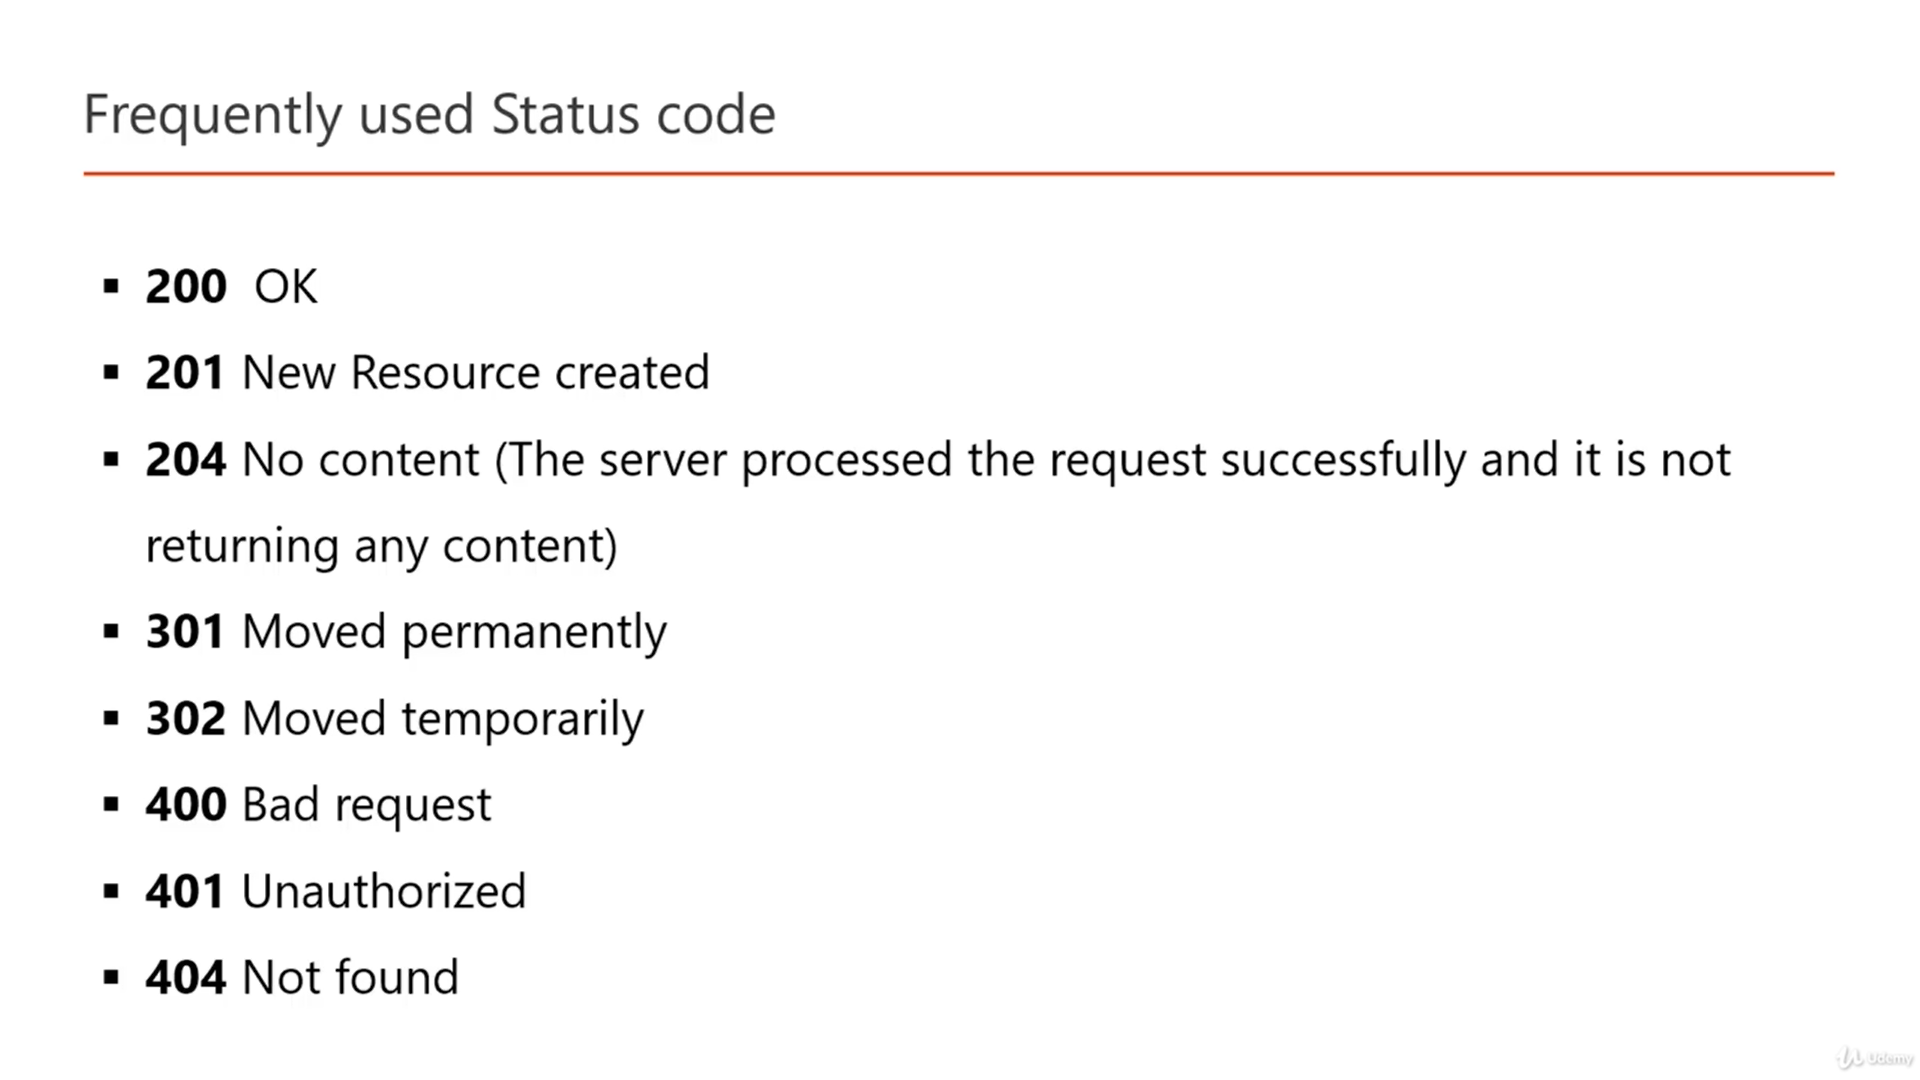 Frequently used Status code
▪ 200 OK
▪ 201 New Resource created
▪ 204 No content (The server processed the request successfully and it is not
returning any content)
▪ 301 Moved permanently
▪ 302 Moved temporarily
▪ 400 Bad request
▪ 401 Unauthorized
▪ 404 Not found
Udemy